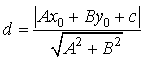 d = |Ax₀ + By₀ + c| / √(A² + B²)